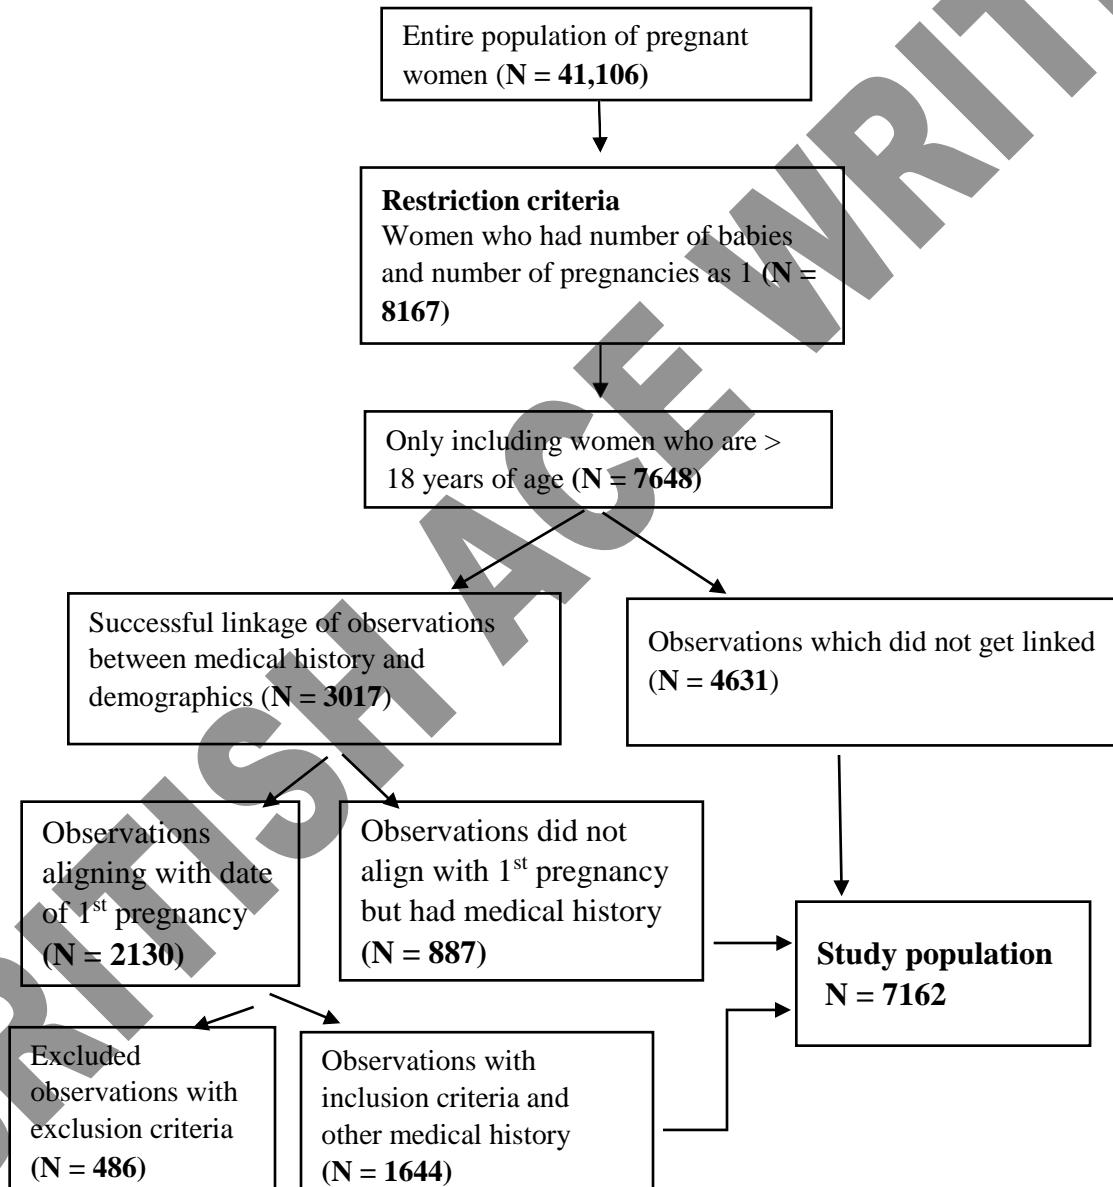 Entire population of pregnant
women (N = 41,106)
Restriction criteria
Women who had number of babies
and number of pregnancies as 1 (N =
8167)
Only including women who are >
18 years of age (N = 7648)
Successful linkage of observations
between medical history and
demographics (N = 3017)
Observations which did not get linked
(N = 4631)
Observations
aligning with date
of 1st pregnancy
(N = 2130)
Observations did not
align with 1st pregnancy
but had medical history
(N = 887)
Study population
N = 7162
Excluded
observations with
exclusion criteria
(N = 486)
Observations with
inclusion criteria and
other medical history
(N = 1644)
RITISH ACE WRIT